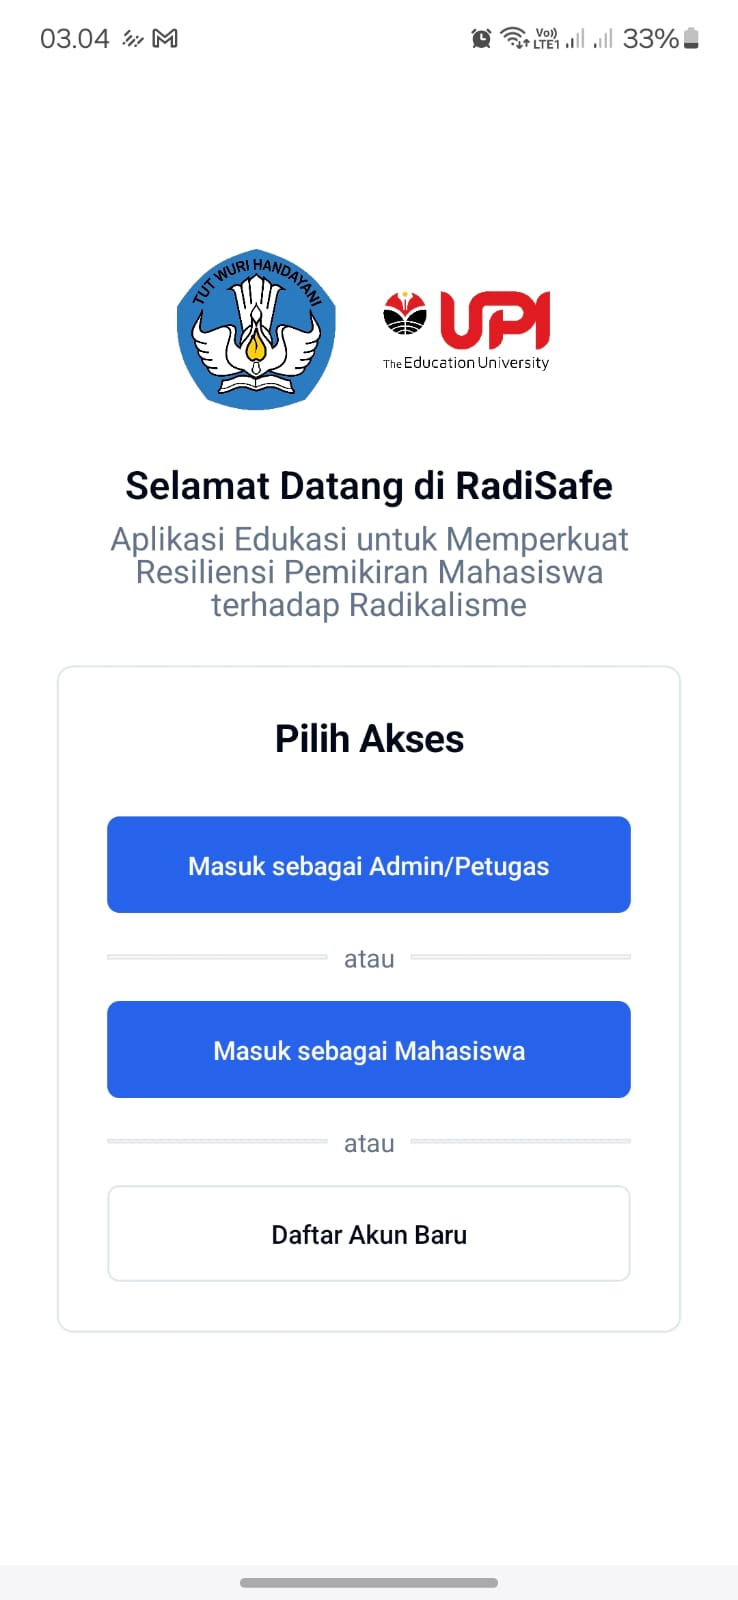 03.04
Vo))
LTE1
33%
TUT WURI HANDAYANI
UPI
The Education University
Selamat Datang di RadiSafe
Aplikasi Edukasi untuk Memperkuat
Resiliensi Pemikiran Mahasiswa
terhadap Radikalisme
Pilih Akses
Masuk sebagai Admin/Petugas
atau
Masuk sebagai Mahasiswa
atau
Daftar Akun Baru